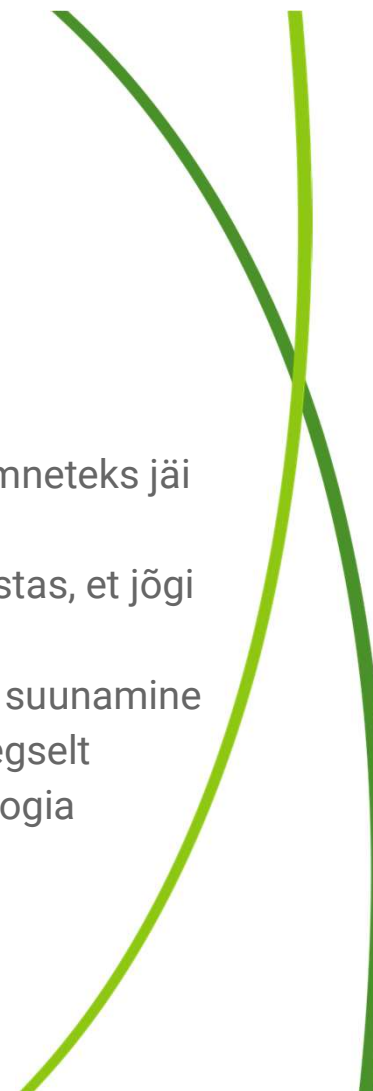 mneteks jäi
stas, et jõgi
suunamine
egselt
ogia